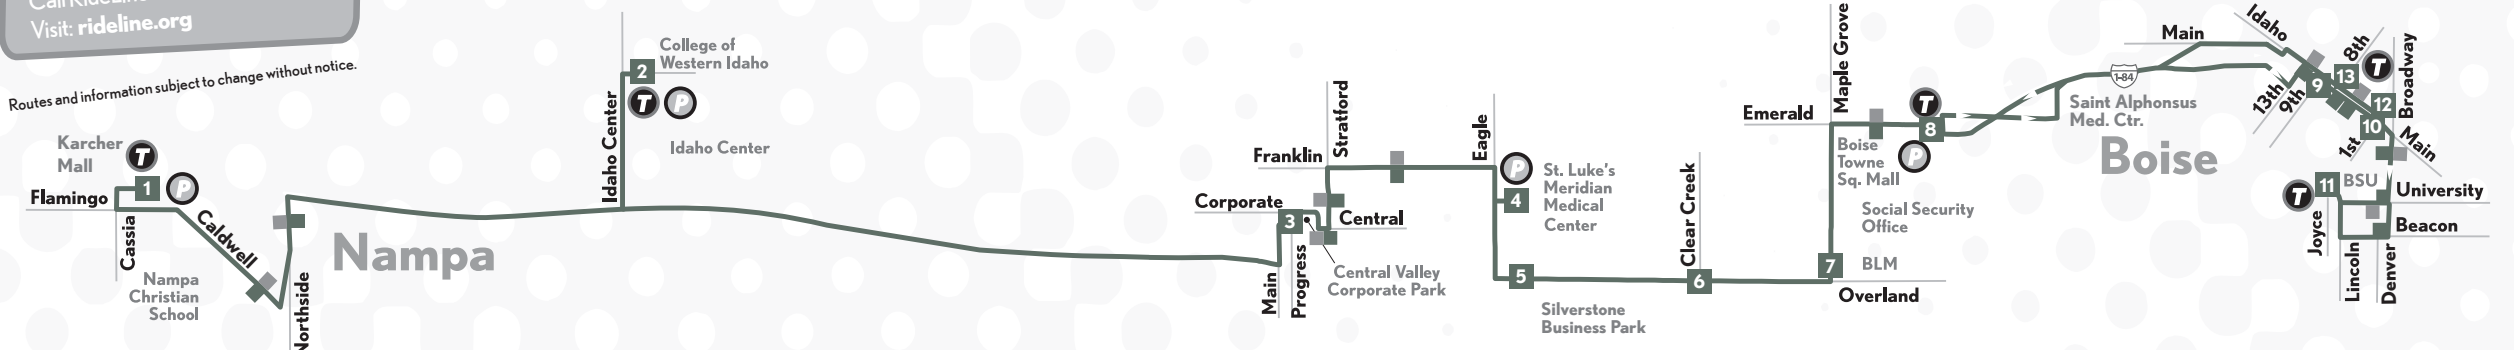 Visit: rideline.org
Routes and information subject to change without notice.
Karcher
Mall
T
1
P
Flamingo
Cassia
Caldwell
Nampa
Christian
School
Northside
Nampa
2
College of
Western Idaho
T
P
Idaho Center
Idaho Center
Corporate
3
Main
Progress
Central Valley
Corporate Park
Central
Franklin
Stratford
Eagle
P
4
St. Luke's
Meridian
Medical
Center
5
Silverstone
Business Park
Clear Creek
6
7
BLM
Overland
Emerald
Maple Grove
Boise
Towne
Sq. Mall
T
8
P
Social Security
Office
Saint Alphonsus
Med. Ctr.
Boise
I-84
Main
Idaho
13th
9th
9
13
8th
T
Broadway
12
10
1st
Main
T
11
BSU
University
Beacon
Joyce
Lincoln
Denver